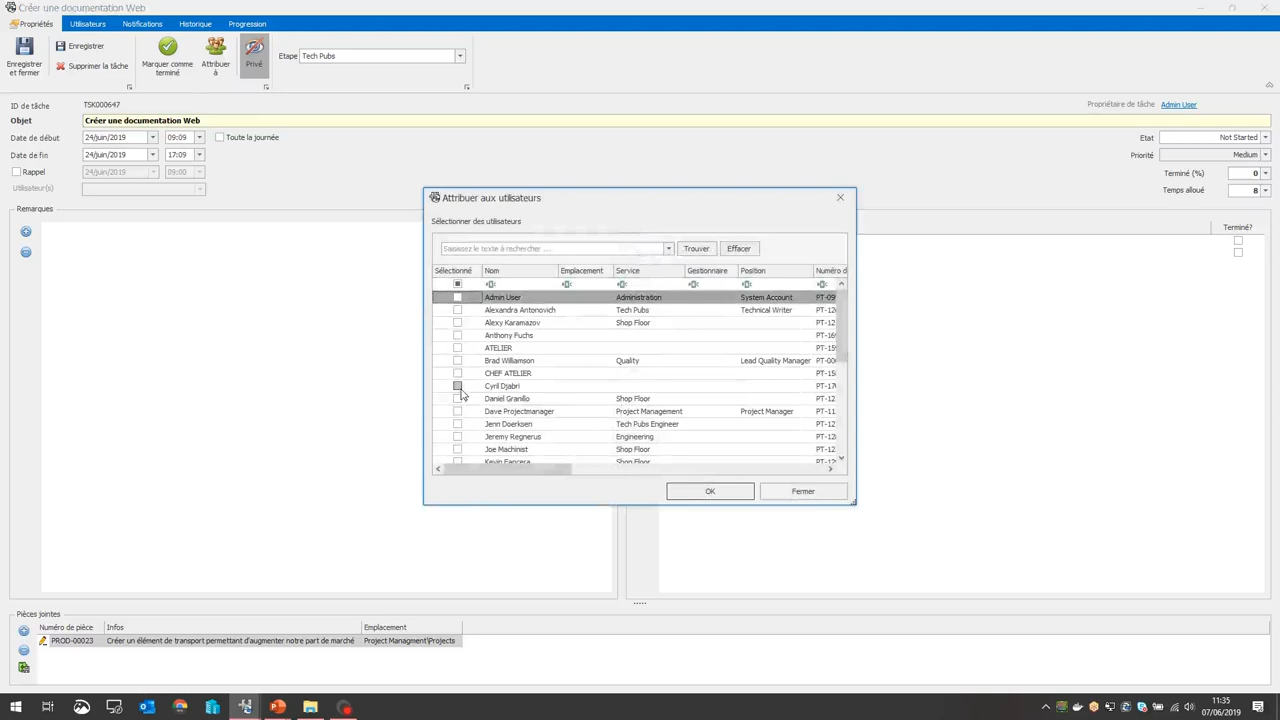 Créer une documentation Web
Propriétés Utilisateurs Notifications Historique Progression
Enregistrer et fermer
Enregistrer
Supprimer la tâche
Marquer comme terminé
Attribuer à
Privé
Etape Tech Pubs
ID de tâche TSK000647 Propriétaire de tâche Admin User
Objet Créer une documentation Web
Date de début 24/juin/2019 09:09 Toute la journée Etat Not Started
Date de fin 24/juin/2019 17:09 Priorité Medium
Rappel 24/juin/2019 09:00 Terminé (%) 0
Utilisateur(s) Temps alloué 8
Remarques
Terminé?
Attribuer aux utilisateurs
Sélectionner des utilisateurs
Saisissez le texte à rechercher ... Trouver Effacer
Sélectionné Nom Emplacement Service Gestionnaire Position Numéro d
Admin User Administration System Account PT-09
Alexandra Antonovich Tech Pubs Technical Writer PT-12
Alexy Karamazov Shop Floor PT-12
Anthony Fuchs PT-16
ATELIER PT-15
Brad Williamson Quality Lead Quality Manager PT-00
CHEF ATELIER PT-15
Cyril Djabri PT-17
Daniel Granillo Shop Floor PT-12
Dave Projectmanager Project Management Project Manager PT-11
Jenn Doerksen Tech Pubs Engineer PT-12
Jeremy Regnerus Engineering PT-12
Joe Machinist Shop Floor PT-12
Kevin Fancera Shop Floor PT-12
OK Fermer
Pièces jointes
Numéro de pièce Infos Emplacement
PROD-00023 Créer un élément de transport permettant d'augmenter notre part de marché Project Managment\Projects
11:35
07/06/2019